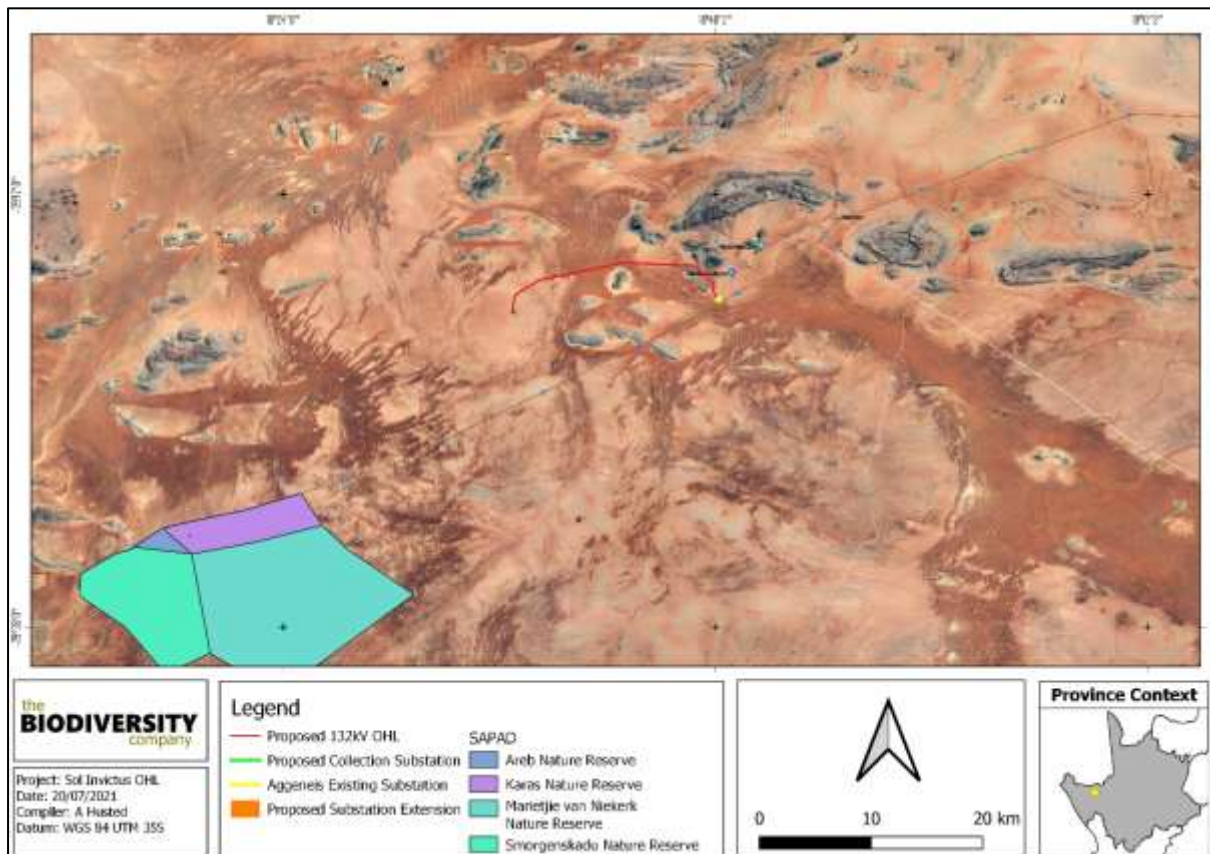 the
BIODIVERSITY
company
Project: Sol Invictus OHL
Date: 20/07/2021
Compiler: A Husted
Datum: WGS 84 UTM 35S
Legend
Proposed 132kV OHL
Proposed Collection Substation
Aggeneis Existing Substation
Proposed Substation Extension
SAPAD
Areb Nature Reserve
Karas Nature Reserve
Marietjie van Niekerk
Nature Reserve
Smorgenskadu Nature Reserve
0 10 20 km
Province Context